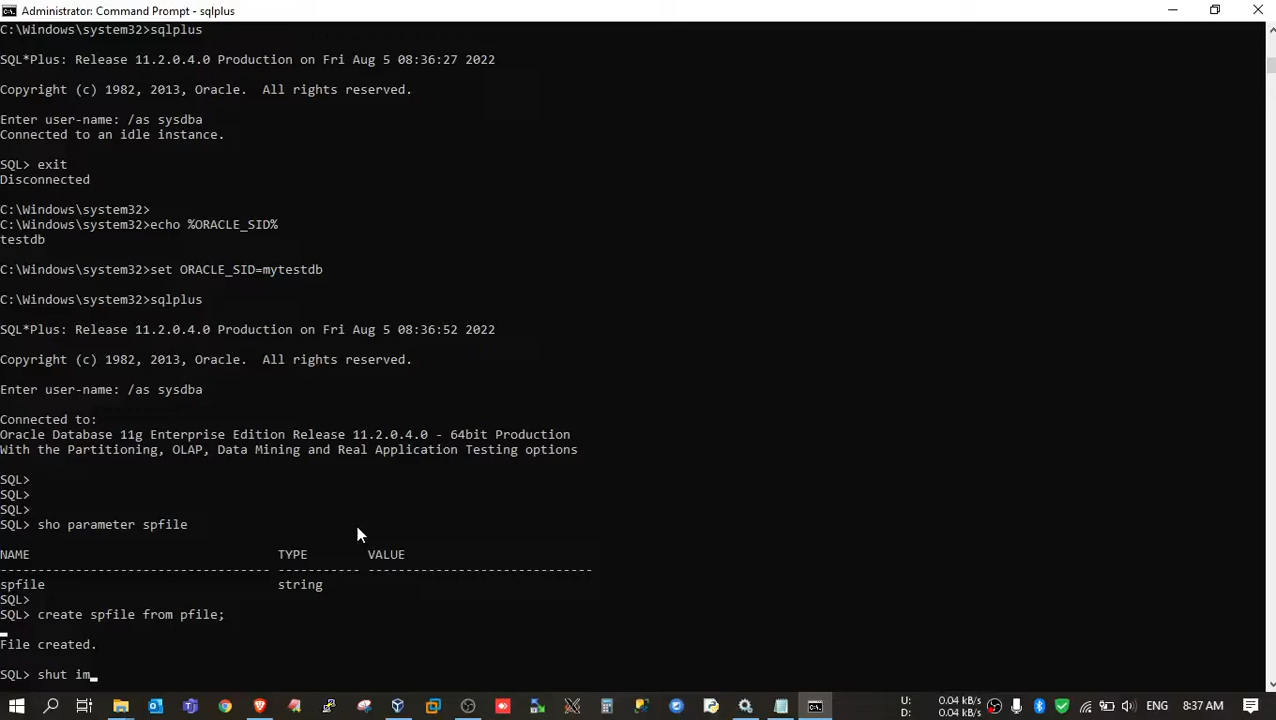 Administrator: Command Prompt - sqlplus
C:\Windows\system32>sqlplus
SQL*Plus: Release 11.2.0.4.0 Production on Fri Aug 5 08:36:27 2022
Copyright (c) 1982, 2013, Oracle.  All rights reserved.
Enter user-name: /as sysdba
Connected to an idle instance.
SQL> exit
Disconnected
C:\Windows\system32>
C:\Windows\system32>echo %ORACLE_SID%
testdb
C:\Windows\system32>set ORACLE_SID=mytestdb
C:\Windows\system32>sqlplus
SQL*Plus: Release 11.2.0.4.0 Production on Fri Aug 5 08:36:52 2022
Copyright (c) 1982, 2013, Oracle.  All rights reserved.
Enter user-name: /as sysdba
Connected to:
Oracle Database 11g Enterprise Edition Release 11.2.0.4.0 - 64bit Production
With the Partitioning, OLAP, Data Mining and Real Application Testing options
SQL>
SQL>
SQL>
SQL> sho parameter spfile
NAME TYPE VALUE
------------------------------------ ----------- ------------------------------
spfile string
SQL>
SQL> create spfile from pfile;
File created.
SQL> shut im
U: 0.04 kB/s
D: 0.04 kB/s
8:37 AM